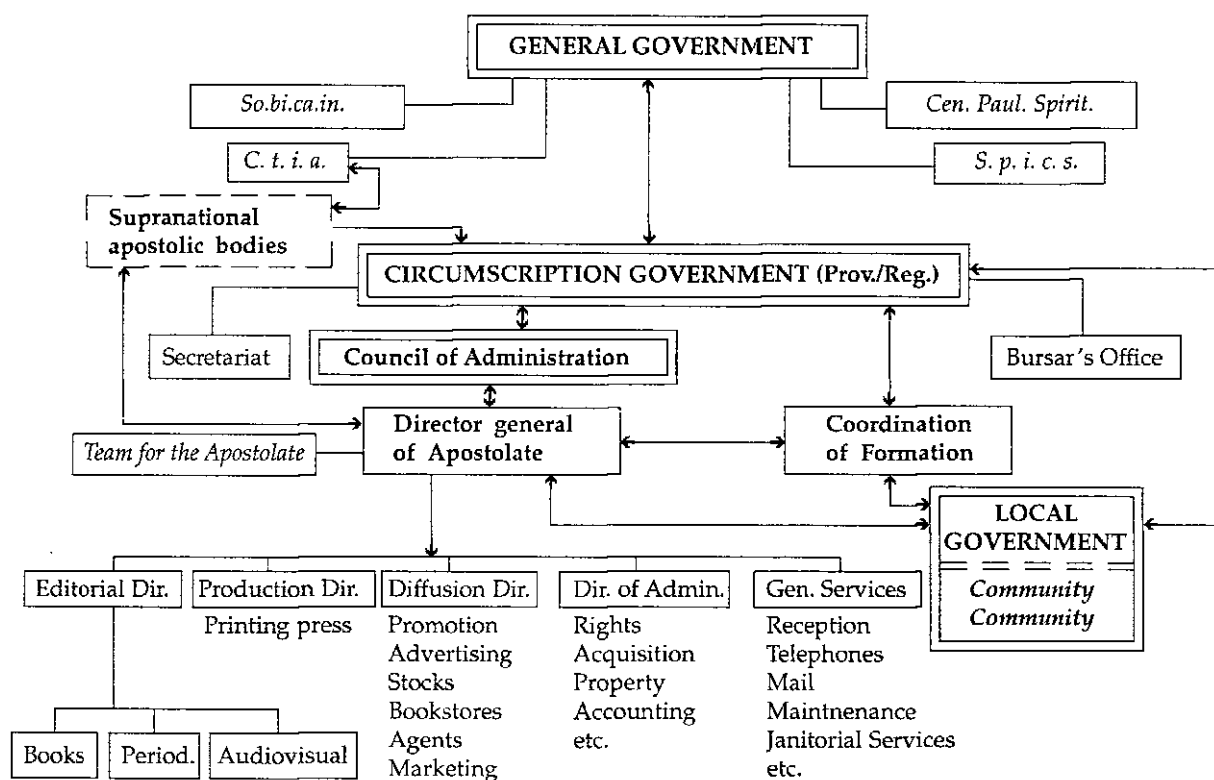 GENERAL GOVERNMENT
So.bi.ca.in.
Cen. Paul. Spirit.
C. t. i. a.
S. p. i. c. s.
Supranational
apostolic bodies
CIRCUMSCRIPTION GOVERNMENT (Prov./Reg.)
Secretariat
Council of Administration
Bursar's Office
Director general
of Apostolate
Coordination
of Formation
Team for the Apostolate
LOCAL
GOVERNMENT
Community
Community
Editorial Dir.
Production Dir.
Printing press
Diffusion Dir.
Promotion
Advertising
Stocks
Bookstores
Agents
Marketing
Dir. of Admin.
Rights
Acquisition
Property
Accounting
etc.
Gen. Services
Reception
Telephones
Mail
Maintnenance
Janitorial Services
etc.
Books
Period.
Audiovisual